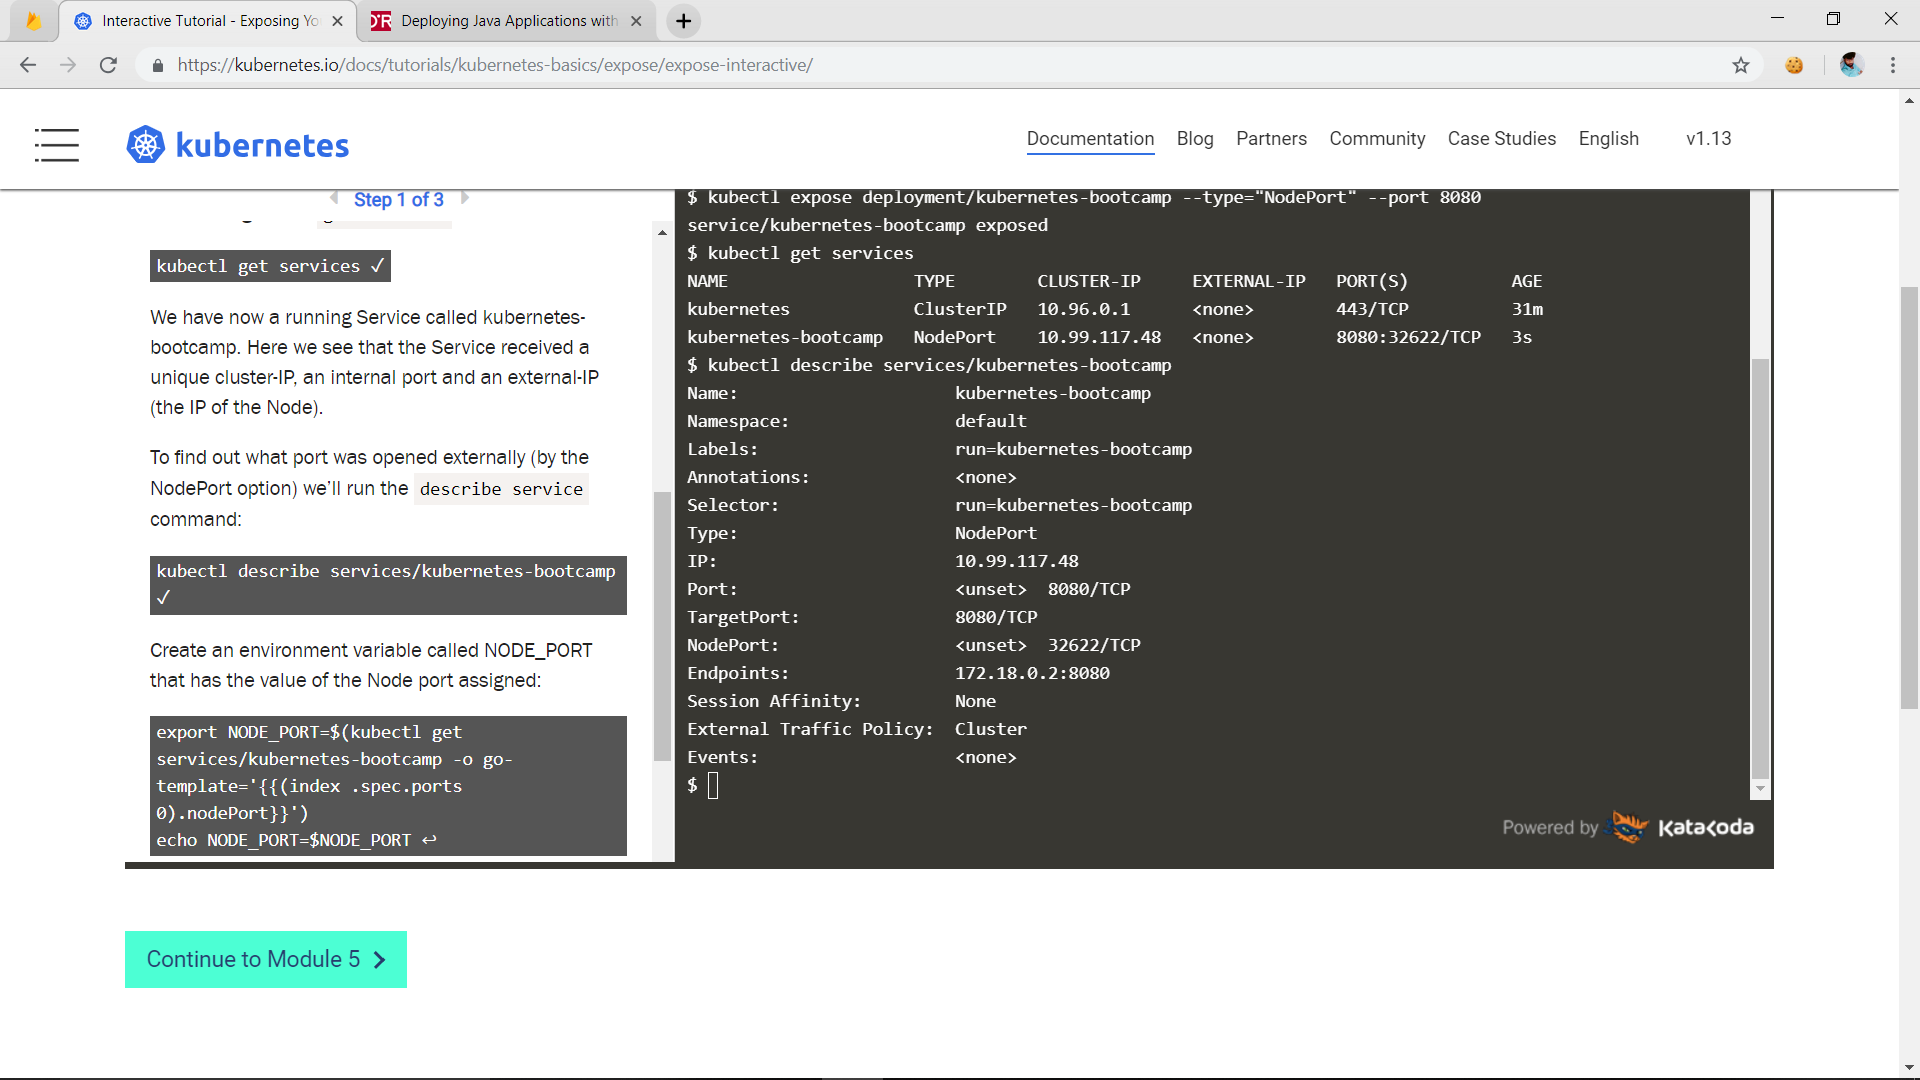 Interactive Tutorial - Exposing Yo
Deploying Java Applications with
https://kubernetes.io/docs/tutorials/kubernetes-basics/expose/expose-interactive/
kubernetes
Documentation Blog Partners Community Case Studies English v1.13
Step 1 of 3
kubectl get services ✓
We have now a running Service called kubernetes-
bootcamp. Here we see that the Service received a
unique cluster-IP, an internal port and an external-IP
(the IP of the Node).
To find out what port was opened externally (by the
NodePort option) we’ll run the describe service
command:
kubectl describe services/kubernetes-bootcamp
✓
Create an environment variable called NODE_PORT
that has the value of the Node port assigned:
export NODE_PORT=$(kubectl get
services/kubernetes-bootcamp -o go-
template='{{(index .spec.ports
0).nodePort}}')
echo NODE_PORT=$NODE_PORT ↩
$ kubectl expose deployment/kubernetes-bootcamp --type="NodePort" --port 8080
service/kubernetes-bootcamp exposed
$ kubectl get services
NAME TYPE CLUSTER-IP EXTERNAL-IP PORT(S) AGE
kubernetes ClusterIP 10.96.0.1 <none> 443/TCP 31m
kubernetes-bootcamp NodePort 10.99.117.48 <none> 8080:32622/TCP 3s
$ kubectl describe services/kubernetes-bootcamp
Name: kubernetes-bootcamp
Namespace: default
Labels: run=kubernetes-bootcamp
Annotations: <none>
Selector: run=kubernetes-bootcamp
Type: NodePort
IP: 10.99.117.48
Port: <unset> 8080/TCP
TargetPort: 8080/TCP
NodePort: <unset> 32622/TCP
Endpoints: 172.18.0.2:8080
Session Affinity: None
External Traffic Policy: Cluster
Events: <none>
$
Powered by Katacoda
Continue to Module 5